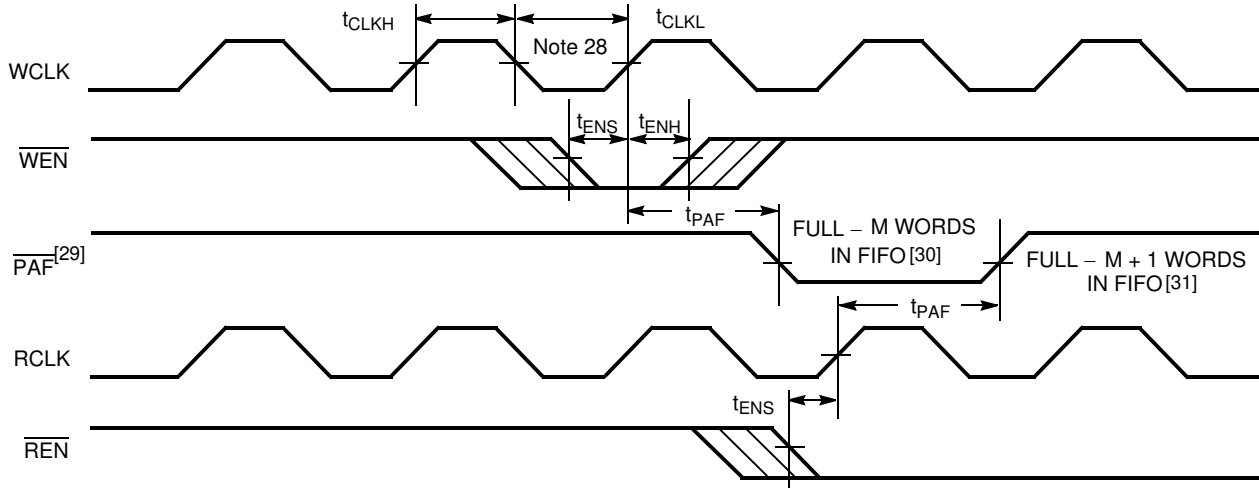 tCLKH
tCLKL
Note 28
WCLK
tENS
tENH
WEN
tPAF
FULL – M WORDS
IN FIFO[30]
PAF[29]
FULL – M + 1 WORDS
IN FIFO[31]
tPAF
RCLK
tENS
REN